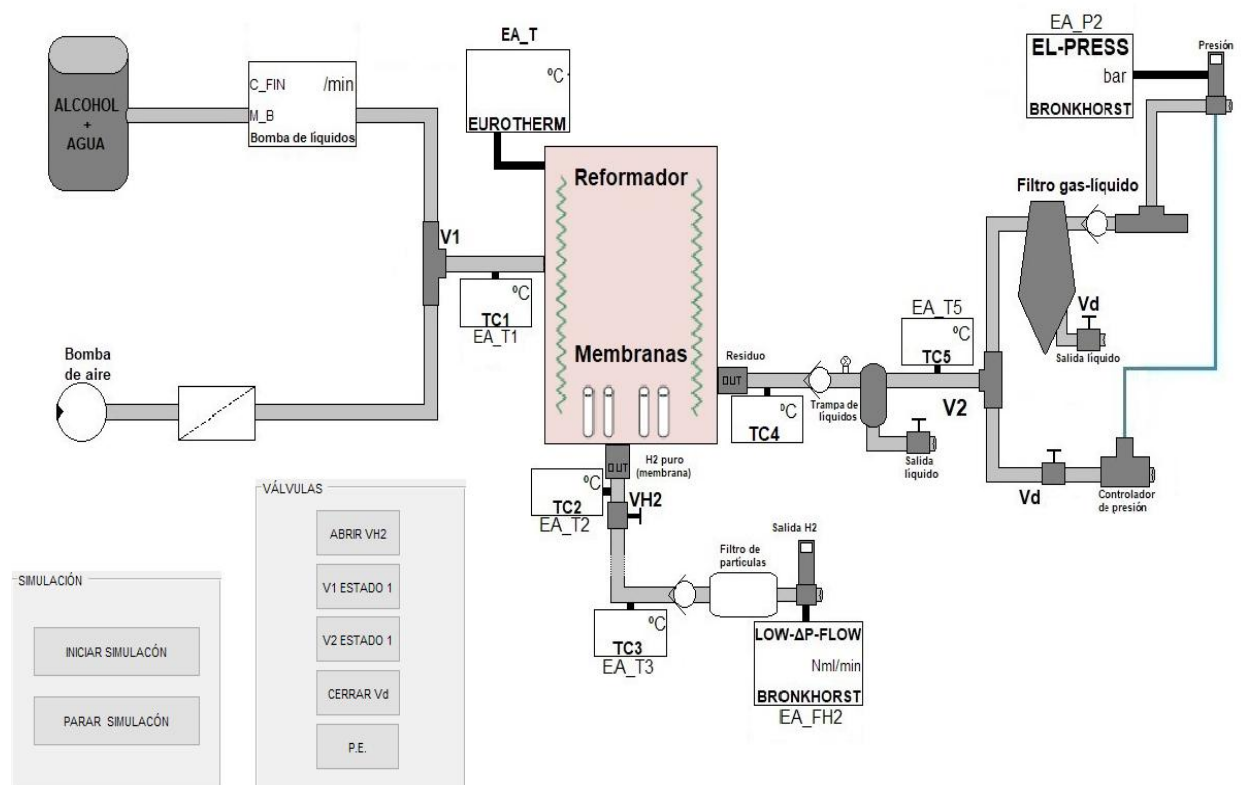 ALCOHOL
+
AGUA
C_FIN
/min
M_B
Bomba de líquidos
EA_T
ºC
EUROTHERM
EA_P2
EL-PRESS
bar
BRONKHORST
Presión
Reformador
Membranas
V1
ºC
TC1
EA_T1
Bomba
de aire
Filtro gas-líquido
Vd
Salida líquido
EA_T5
ºC
TC5
Residuo
OUT
ºC
TC4
Trampa de
líquidos
Salida
líquido
V2
Vd
Controlador
de presión
OUT
H2 puro
(membrana)
ºC
TC2
EA_T2
VH2
ºC
TC3
EA_T3
Filtro de
partículas
Salida H2
LOW-ΔP-FLOW
Nml/min
BRONKHORST
EA_FH2
SIMULACIÓN
INICIAR SIMULACÓN
PARAR SIMULACÓN
VÁLVULAS
ABRIR VH2
V1 ESTADO 1
V2 ESTADO 1
CERRAR Vd
P.E.